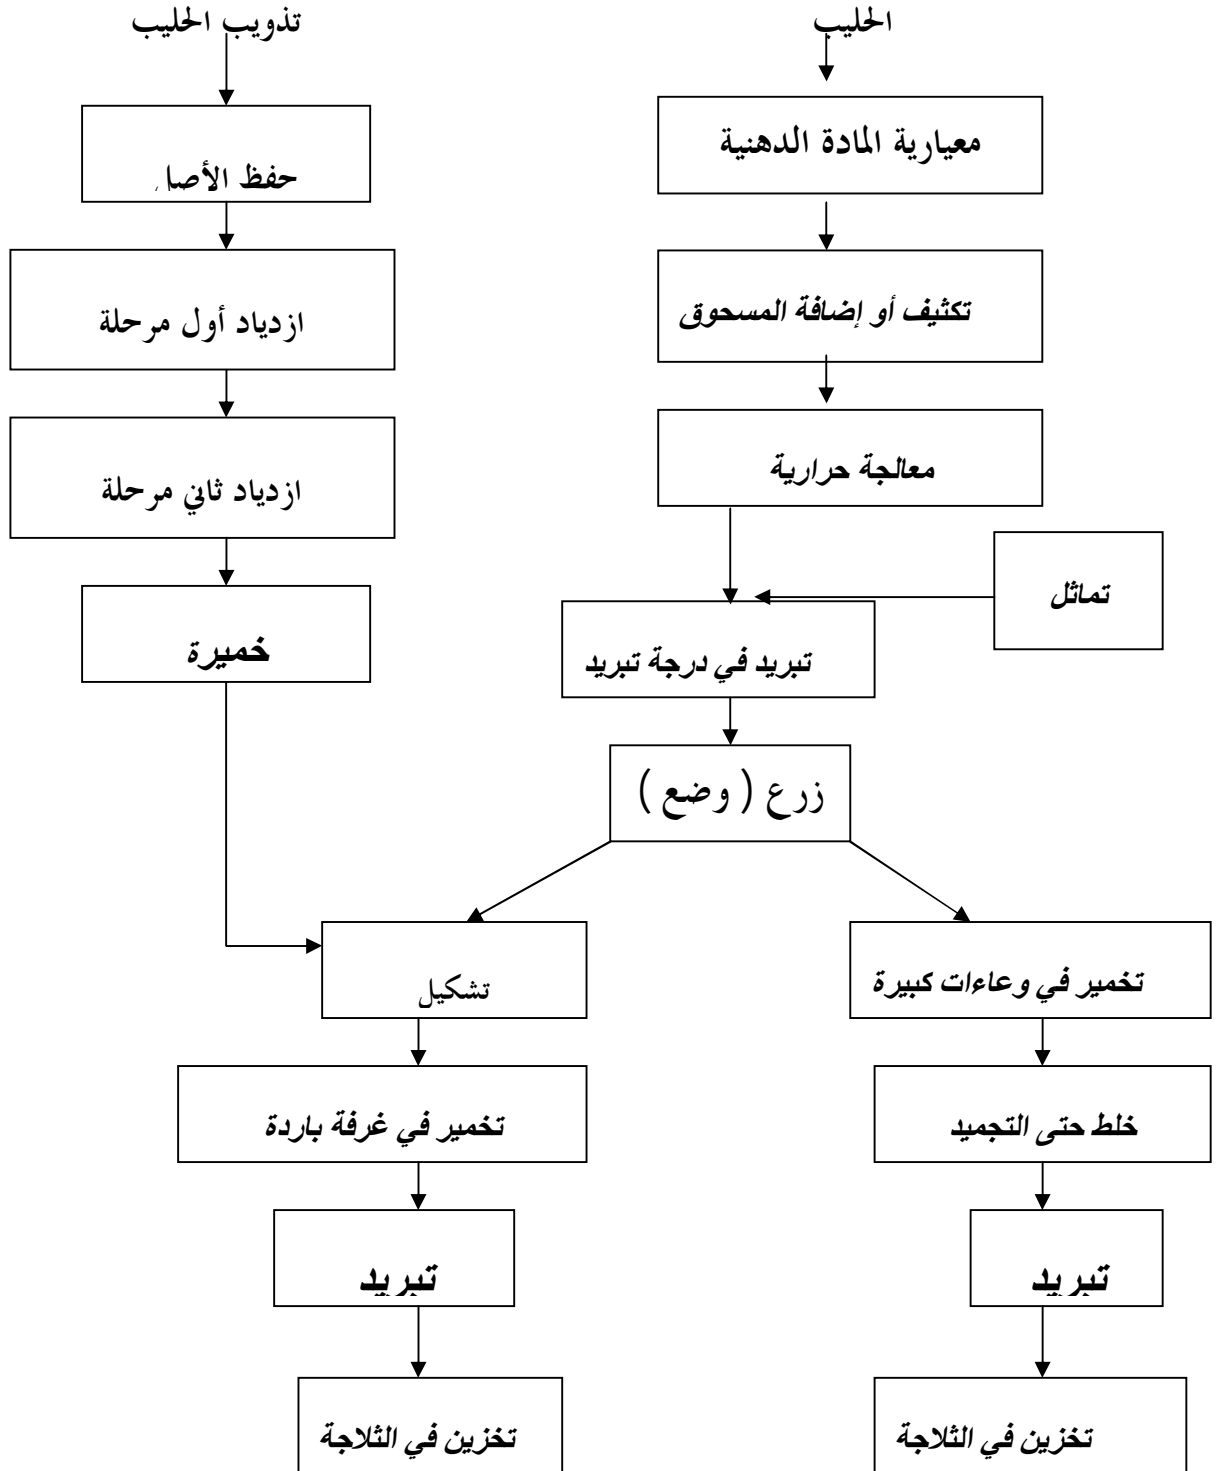 الحليب
تذويب الحليب
معيارية المادة الدهنية
حفظ الأصل
تكثيف أو إضافة المسحوق
ازدياد أول مرحلة
معالجة حرارية
ازدياد ثاني مرحلة
تماثل
خميرة
تبريد في درجة تبريد
زرع ( وضع )
تخمير في وعاءات كبيرة
تشكيل
خلط حتى التجميد
تخمير في غرفة باردة
تبريد
تبريد
تخزين في الثلاجة
تخزين في الثلاجة